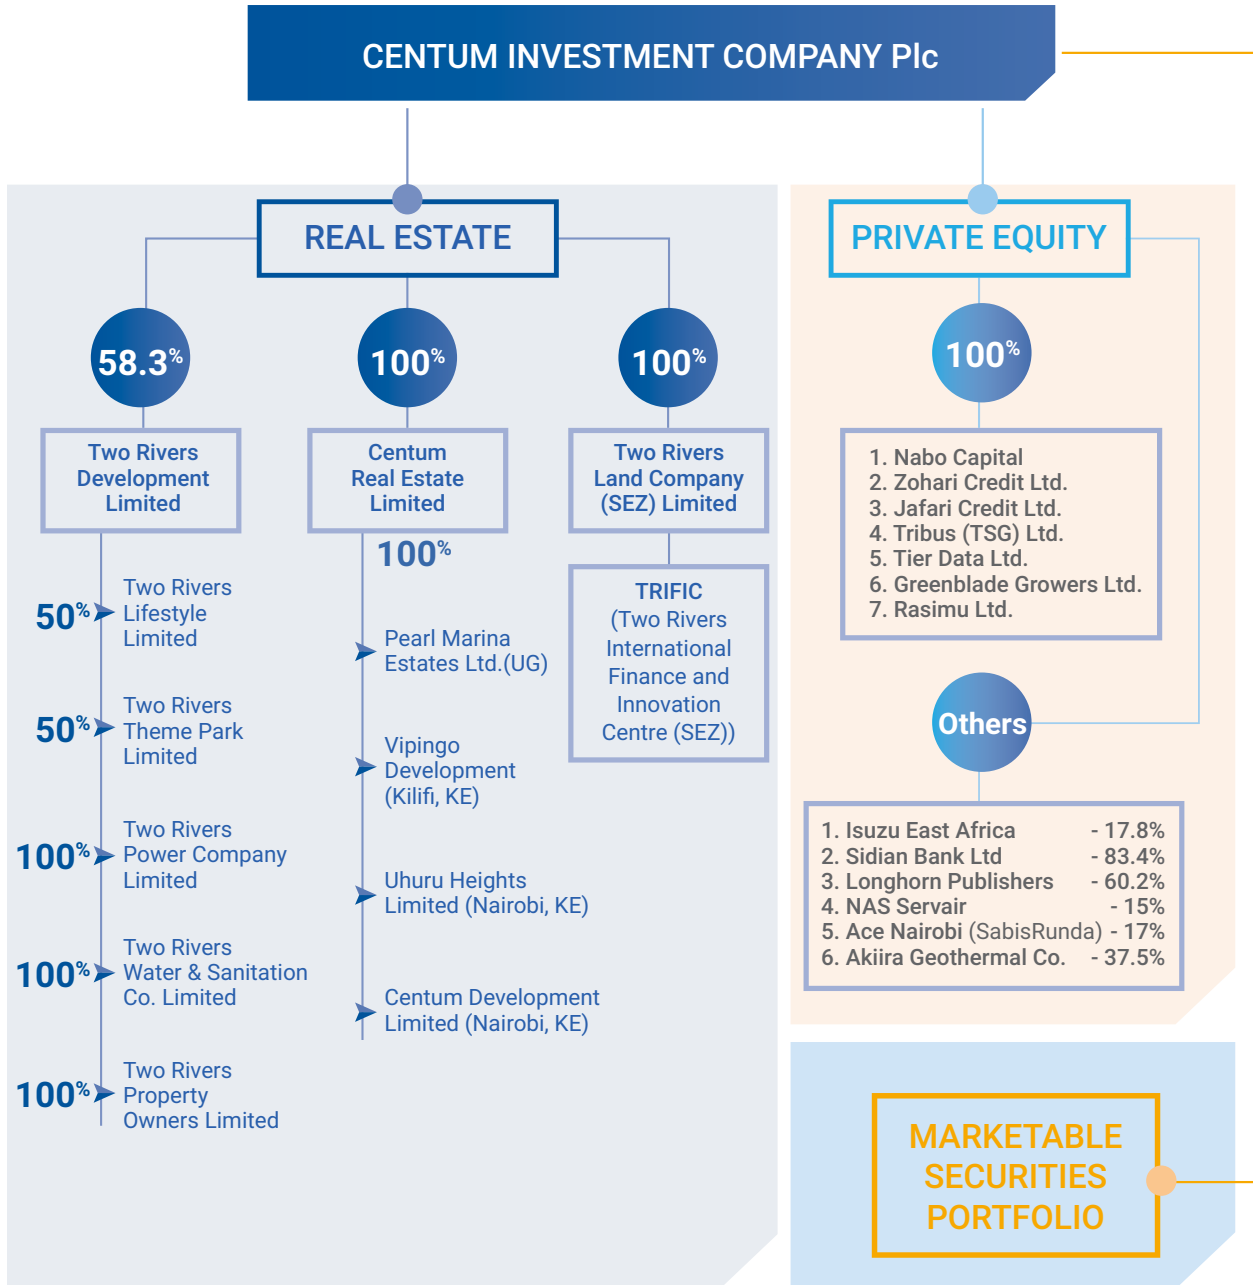 CENTUM INVESTMENT COMPANY Plc
REAL ESTATE
58.3%
Two Rivers
Development
Limited
50%
Two Rivers
Lifestyle
Limited
50%
Two Rivers
Theme Park
Limited
100%
Two Rivers
Power Company
Limited
100%
Two Rivers
Water & Sanitation
Co. Limited
100%
Two Rivers
Property
Owners Limited
100%
Centum
Real Estate
Limited
100%
Pearl Marina
Estates Ltd.(UG)
Vipingo
Development
(Kilifi, KE)
Uhuru Heights
Limited (Nairobi, KE)
Centum Development
Limited (Nairobi, KE)
100%
Two Rivers
Land Company
(SEZ) Limited
TRIFIC
(Two Rivers
International
Finance and
Innovation
Centre (SEZ))
PRIVATE EQUITY
100%
1. Nabo Capital
2. Zohari Credit Ltd.
3. Jafari Credit Ltd.
4. Tribus (TSG) Ltd.
5. Tier Data Ltd.
6. Greenblade Growers Ltd.
7. Rasimu Ltd.
Others
1. Isuzu East Africa - 17.8%
2. Sidian Bank Ltd - 83.4%
3. Longhorn Publishers - 60.2%
4. NAS Servair - 15%
5. Ace Nairobi (SabisRunda) - 17%
6. Akiira Geothermal Co. - 37.5%
MARKETABLE
SECURITIES
PORTFOLIO